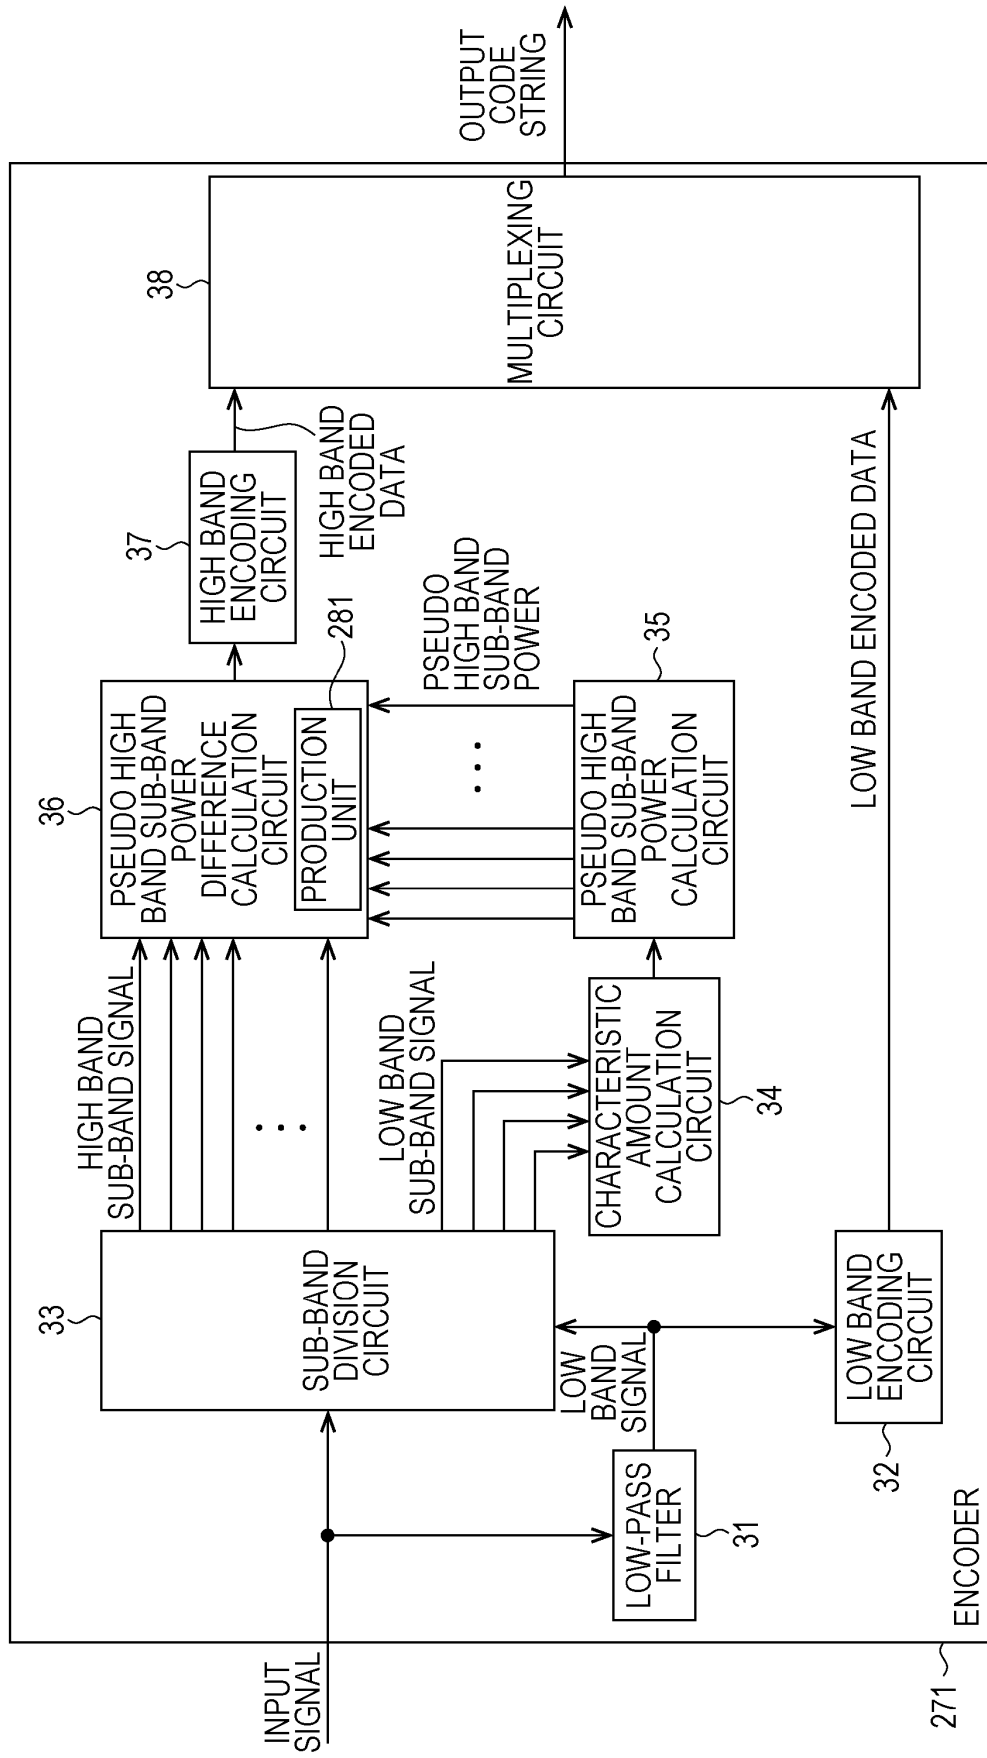 INPUT
SIGNAL
271
ENCODER
33
SUB-BAND
DIVISION
CIRCUIT
LOW
BAND
SIGNAL
LOW-PASS
FILTER
31
32
LOW BAND
ENCODING
CIRCUIT
HIGH BAND
SUB-BAND SIGNAL
LOW BAND
SUB-BAND SIGNAL
CHARACTERISTIC
AMOUNT
CALCULATION
CIRCUIT
34
36
PSEUDO HIGH
BAND SUB-BAND
POWER
DIFFERENCE
CALCULATION
CIRCUIT
PRODUCTION
UNIT
281
PSEUDO
HIGH BAND
SUB-BAND
POWER
PSEUDO HIGH
BAND SUB-BAND
POWER
CALCULATION
CIRCUIT
35
37
HIGH BAND
ENCODING
CIRCUIT
HIGH BAND
ENCODED
DATA
LOW BAND ENCODED DATA
38
MULTIPLEXING
CIRCUIT
OUTPUT
CODE
STRING